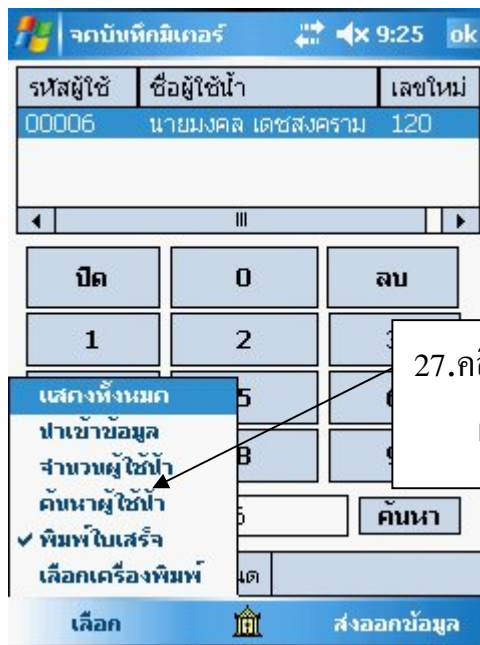 จดบันทึกมิเตอร์ 9:25 ok
รหัสผู้ใช้ ชื่อผู้ใช้น้ำ เลขใหม่
00006 นายมงคล เดชสงคราม 120
ปิด 0 ลบ
1 2
27.
แสดงทั้งหมด 5
นำเข้าข้อมูล
จำนวนผู้ใช้น้ำ 8
ค้นหาผู้ใช้น้ำ ค้นหา
✓ พิมพ์ใบเสร็จ
เลือกเครื่องพิมพ์
เลือก ส่งออกข้อมูล